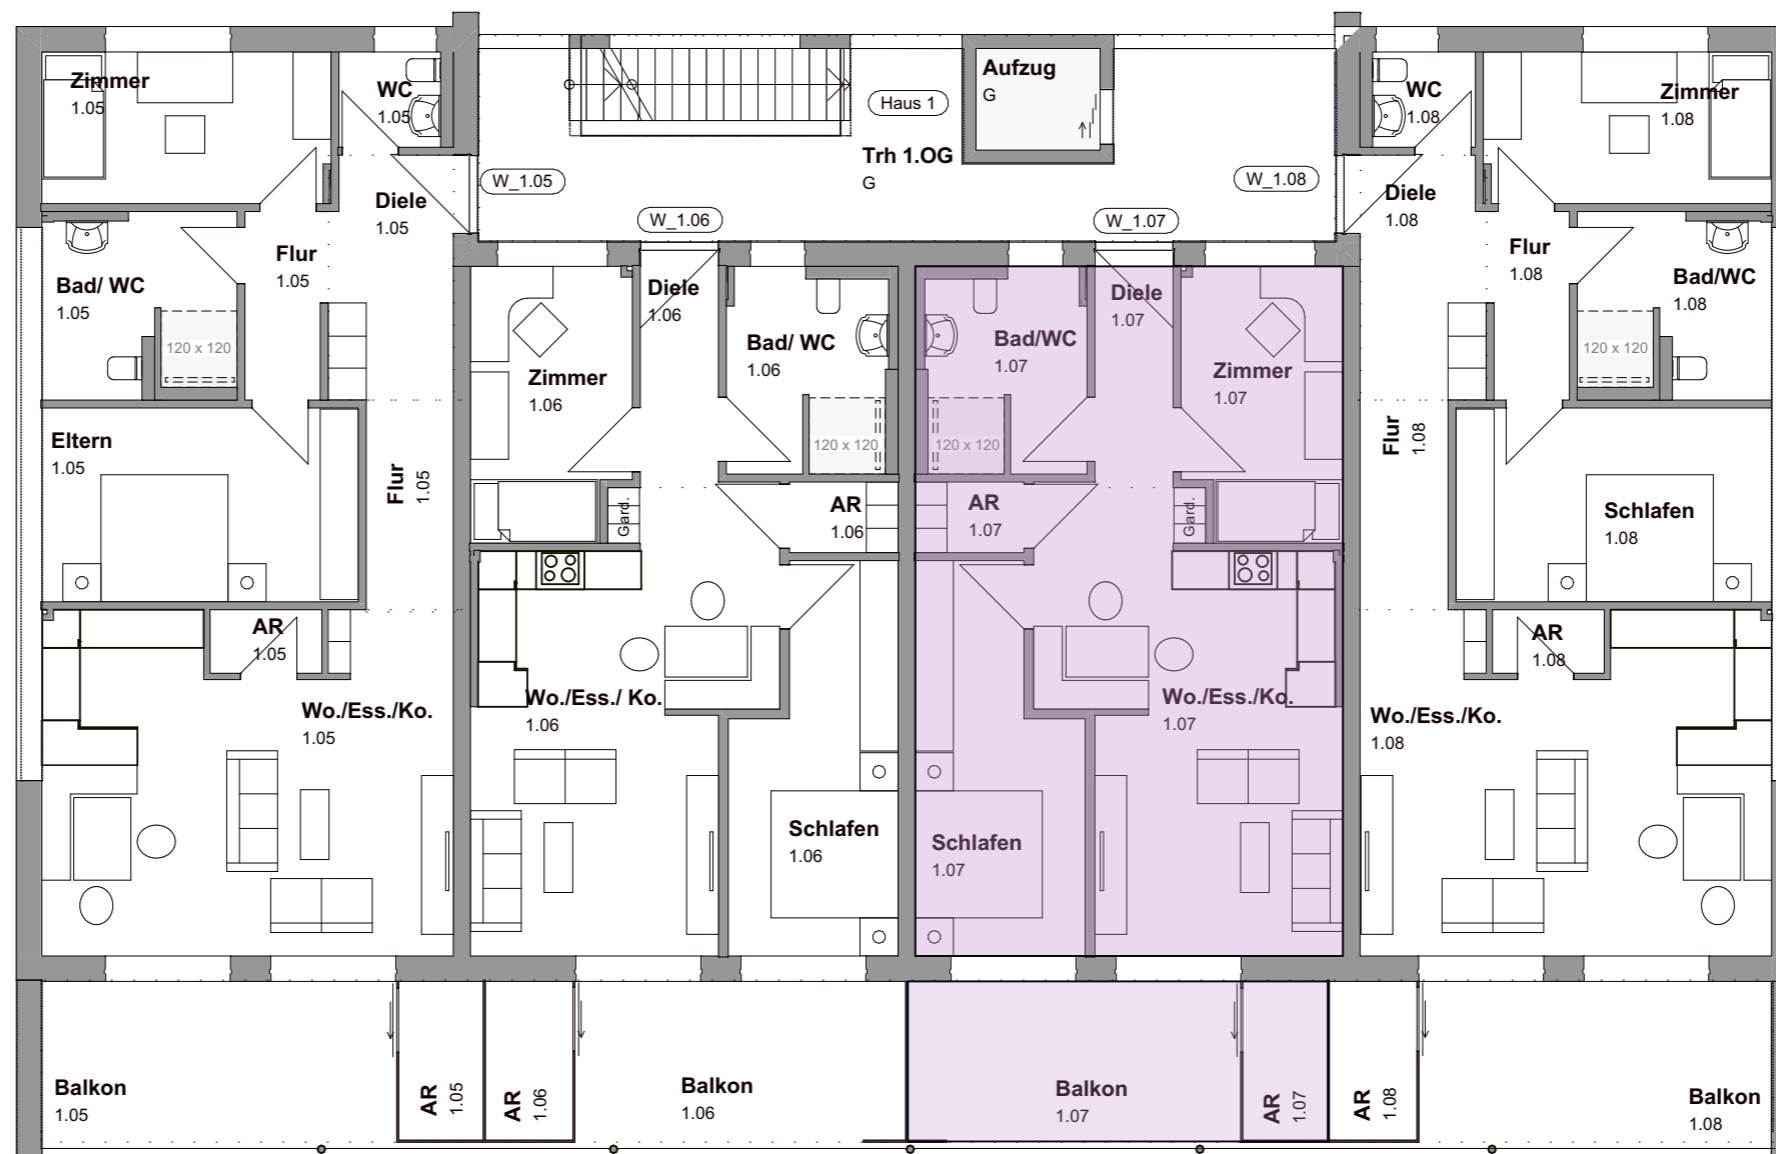 Zimmer
1.05
WC
1.05
Haus 1
Aufzug
G
WC
1.08
Zimmer
1.08
Trh 1.OG
G
W_1.05
W_1.06
W_1.07
W_1.08
Diele
1.05
Diele
1.08
Flur
1.05
Flur
1.08
Bad/ WC
1.05
Bad/WC
1.08
120 x 120
120 x 120
Diele
1.06
Diele
1.07
Bad/ WC
1.06
Bad/WC
1.07
Zimmer
1.06
Zimmer
1.07
120 x 120
120 x 120
Eltern
1.05
Flur
1.05
Flur
1.08
Gard.
AR
1.06
AR
1.07
Gard.
Schlafen
1.08
AR
1.05
AR
1.08
Wo./Ess./Ko.
1.05
Wo./Ess./ Ko.
1.06
Wo./Ess./Ko.
1.07
Wo./Ess./Ko.
1.08
Schlafen
1.06
Schlafen
1.07
Balkon
1.05
AR
1.05
AR
1.06
Balkon
1.06
Balkon
1.07
AR
1.07
AR
1.08
Balkon
1.08